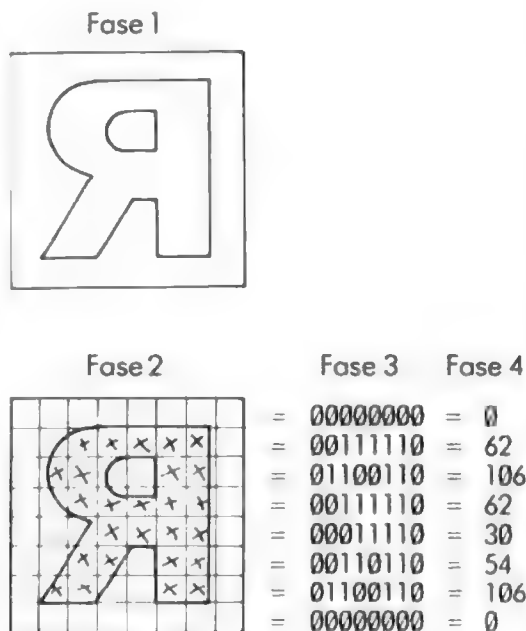 Fase 1
Fase 2 Fase 3 Fase 4
= 00000000 = 0
= 00111110 = 62
= 01100110 = 106
= 00111110 = 62
= 00011110 = 30
= 00110110 = 54
= 01100110 = 106
= 00000000 = 0